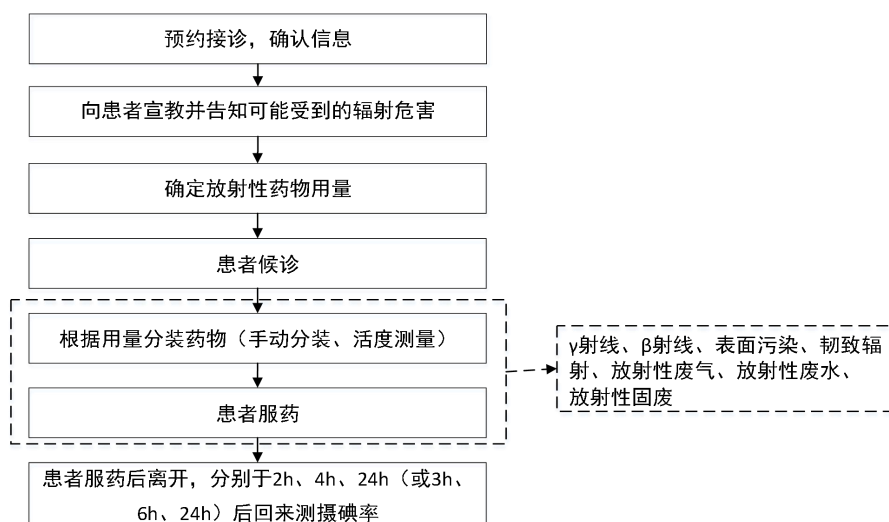 预约接诊，确认信息
向患者宣教并告知可能受到的辐射危害
确定放射性药物用量
患者候诊
根据用量分装药物（手动分装、活度测量）
患者服药
γ射线、β射线、表面污染、韧致辐
射、放射性废气、放射性废水、
放射性固废
患者服药后离开，分别于2h、4h、24h（或3h、
6h、24h）后回来测摄碘率